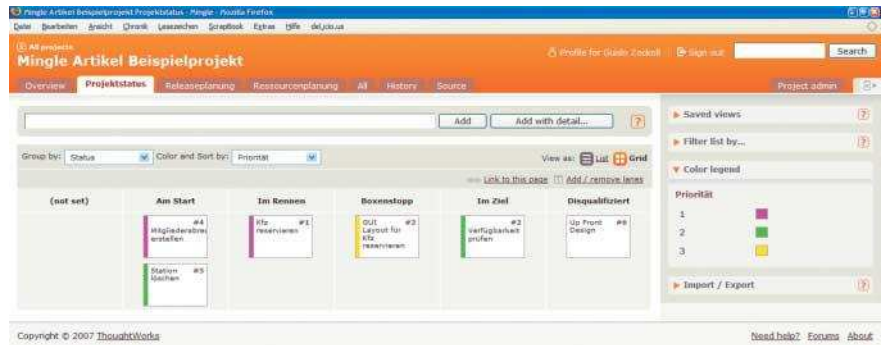 Mingle Artikel Beispielprojekt Projektstatus - Mingle - Mozilla Firefox
Datei Bearbeiten Ansicht Chronik Lesezeichen ScrapBook Extras Hilfe del.icio.us
All projects
Mingle Artikel Beispielprojekt
Profile for Guido Zockoll
Sign out
Search
Overview
Projektstatus
Releaseplanung
Ressourcenplanung
All
History
Source
Project admin
Add
Add with detail...
?
Group by: Status
Color and Sort by: Priorität
View as: List Grid
Link to this page
Add / remove lanes
(not set)
Am Start
Im Rennen
Boxenstopp
Im Ziel
Disqualifiziert
#4
erstellen
Station #5
löschen
Kfz #1
reservieren
GUI
Layout für
Kfz
reservieren
Verfügbarkeit
prüfen
Up Front
Design
Saved views
?
Filter list by...
?
Color legend
Priorität
1
2
3
Import / Export
?
Copyright © 2007 ThoughtWorks
Need help? Forums About